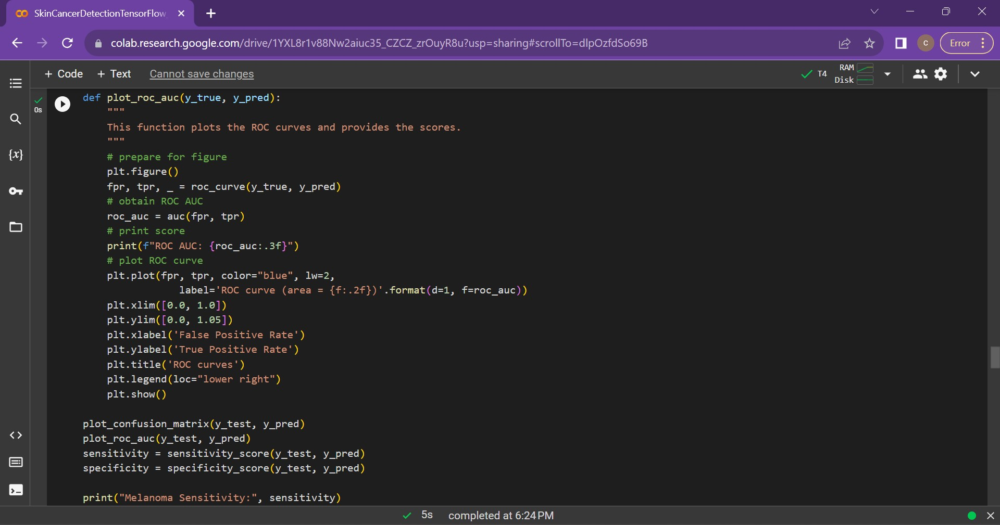 SkinCancerDetectionTensorFlow
colab.research.google.com/drive/1YXL8r1v88Nw2aiuc35_CZCZ_zrOuyR8u?usp=sharing#scrollTo=dlpOzfdSo69B
C
Error
+ Code + Text Cannot save changes
T4
RAM
Disk
0s
{x}
def plot_roc_auc(y_true, y_pred):
"""
This function plots the ROC curves and provides the scores.
"""
# prepare for figure
plt.figure()
fpr, tpr, _ = roc_curve(y_true, y_pred)
# obtain ROC AUC
roc_auc = auc(fpr, tpr)
# print score
print(f"ROC AUC: {roc_auc:.3f}")
# plot ROC curve
plt.plot(fpr, tpr, color="blue", lw=2,
label='ROC curve (area = {f:.2f})'.format(d=1, f=roc_auc))
plt.xlim([0.0, 1.0])
plt.ylim([0.0, 1.05])
plt.xlabel('False Positive Rate')
plt.ylabel('True Positive Rate')
plt.title('ROC curves')
plt.legend(loc="lower right")
plt.show()
plot_confusion_matrix(y_test, y_pred)
plot_roc_auc(y_test, y_pred)
sensitivity = sensitivity_score(y_test, y_pred)
specificity = specificity_score(y_test, y_pred)
print("Melanoma Sensitivity:", sensitivity)
5s completed at 6:24 PM